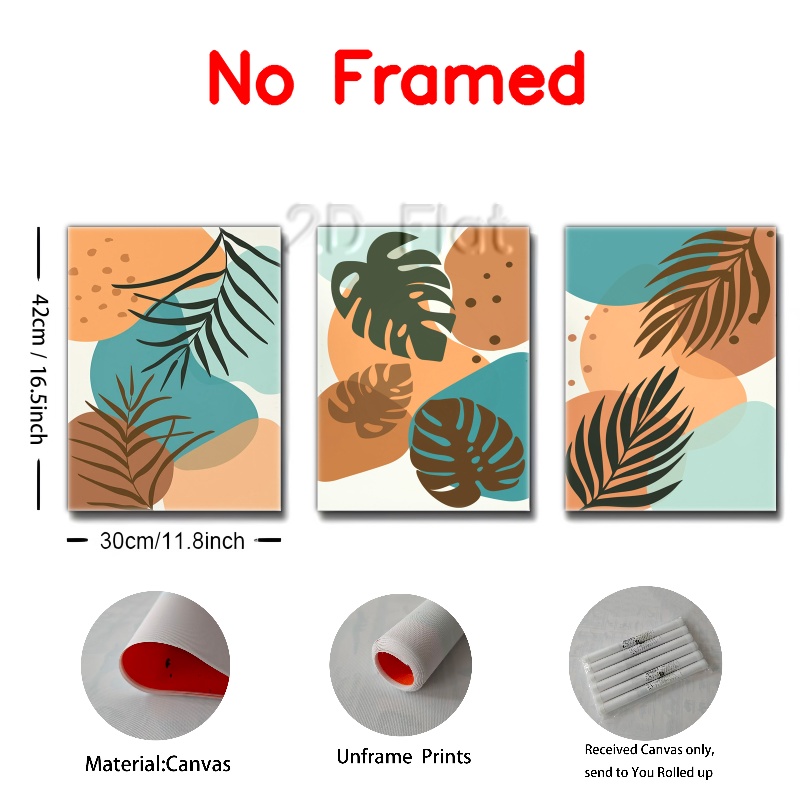 No Framed
2D Flat
42cm / 16.5inch
30cm/11.8inch
Material:Canvas
Unframe Prints
Received Canvas only,
send to You Rolled up